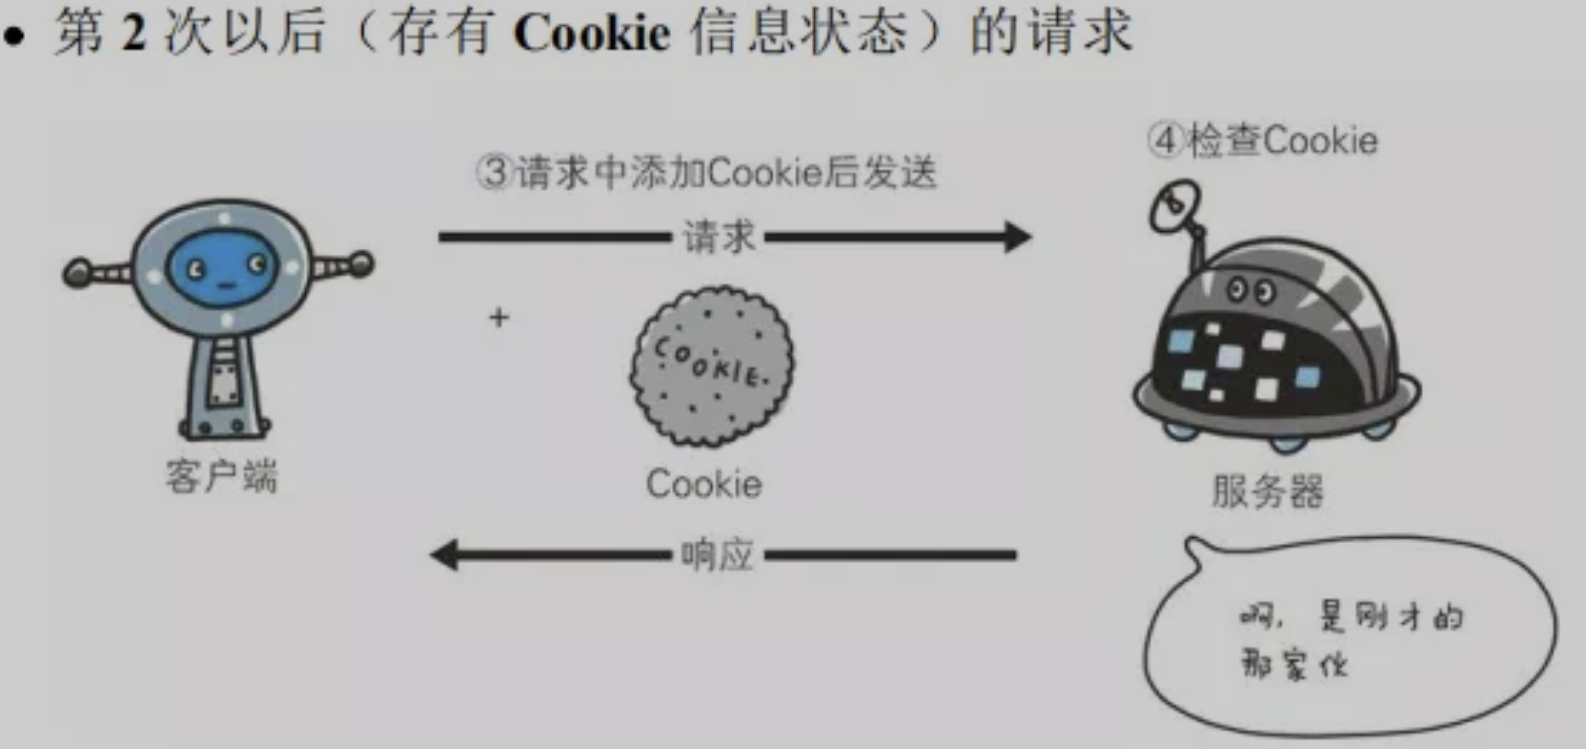 • 第 2 次以后（存有 Cookie 信息状态）的请求
④检查Cookie
③请求中添加Cookie后发送
请求
+
COOKIE
客户端
Cookie
服务器
响应
啊，是刚才的
那家伙